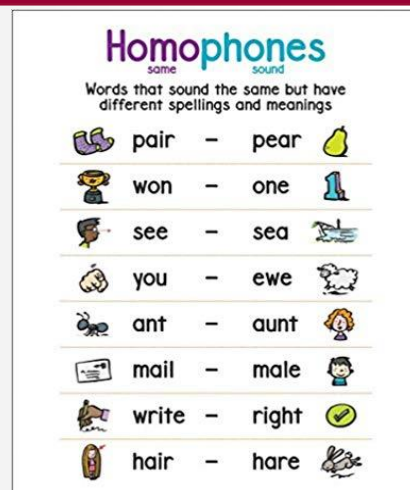 Homophones
same sound
Words that sound the same but have
different spellings and meanings
pair – pear
won – one 1
see – sea
you – ewe
ant – aunt
mail – male
write – right
hair – hare